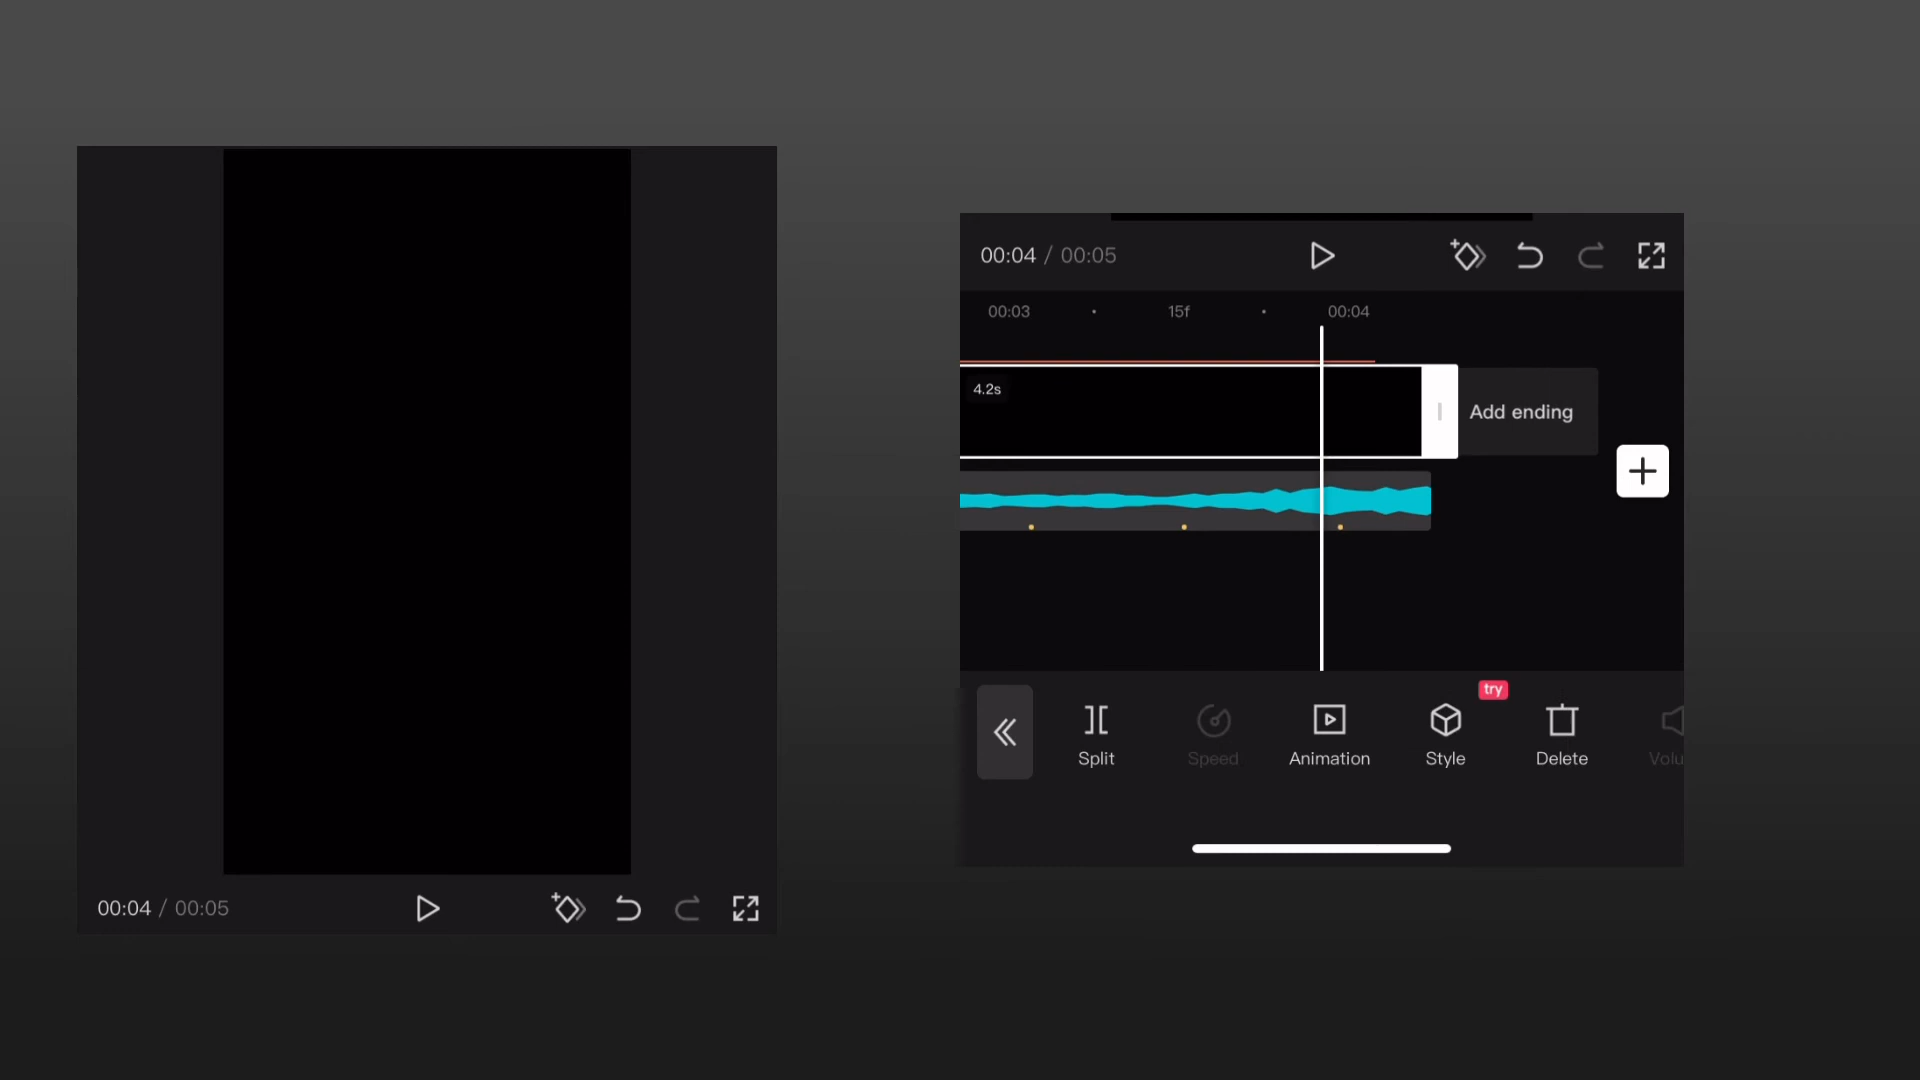 00:04 / 00:05
00:04 / 00:05
00:03 15f 00:04
4.2s
Add ending
try
Split Speed Animation Style Delete Volu